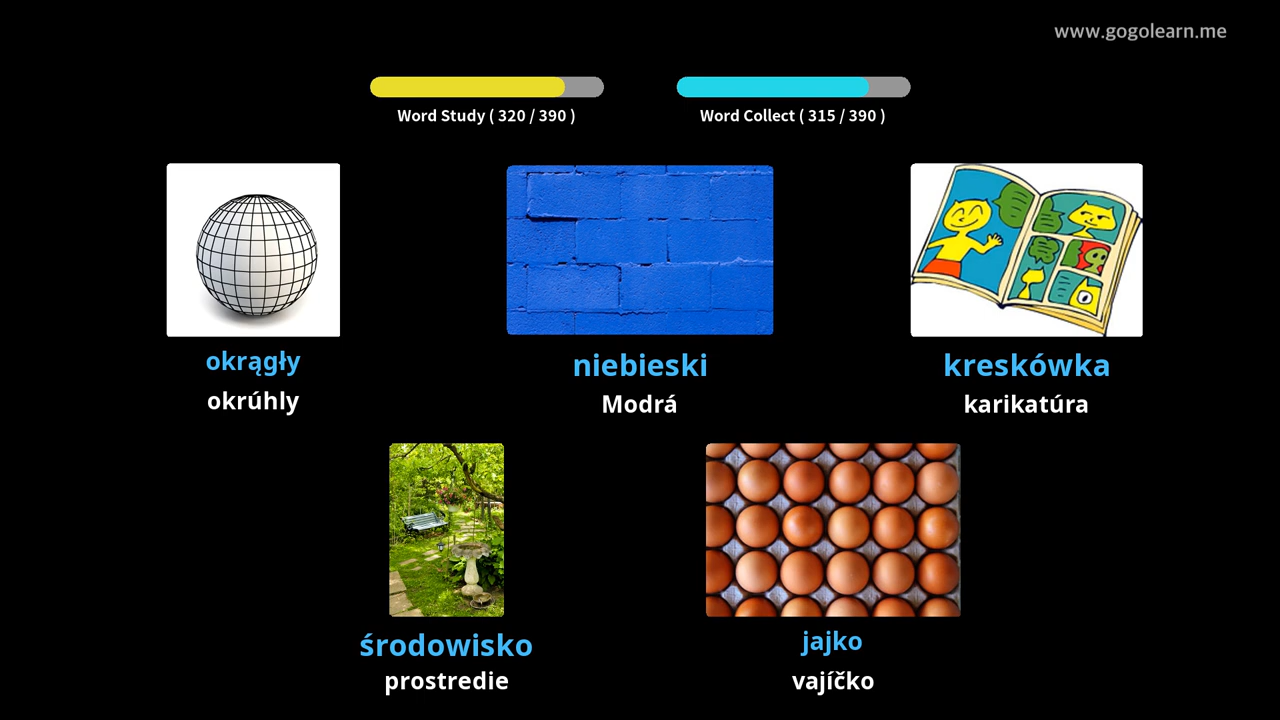 www.gogolearn.me
Word Study ( 320 / 390 )
Word Collect ( 315 / 390 )
okrągły
okrúhly
niebieski
Modrá
kreskówka
karikatúra
środowisko
prostredie
jajko
vajíčko